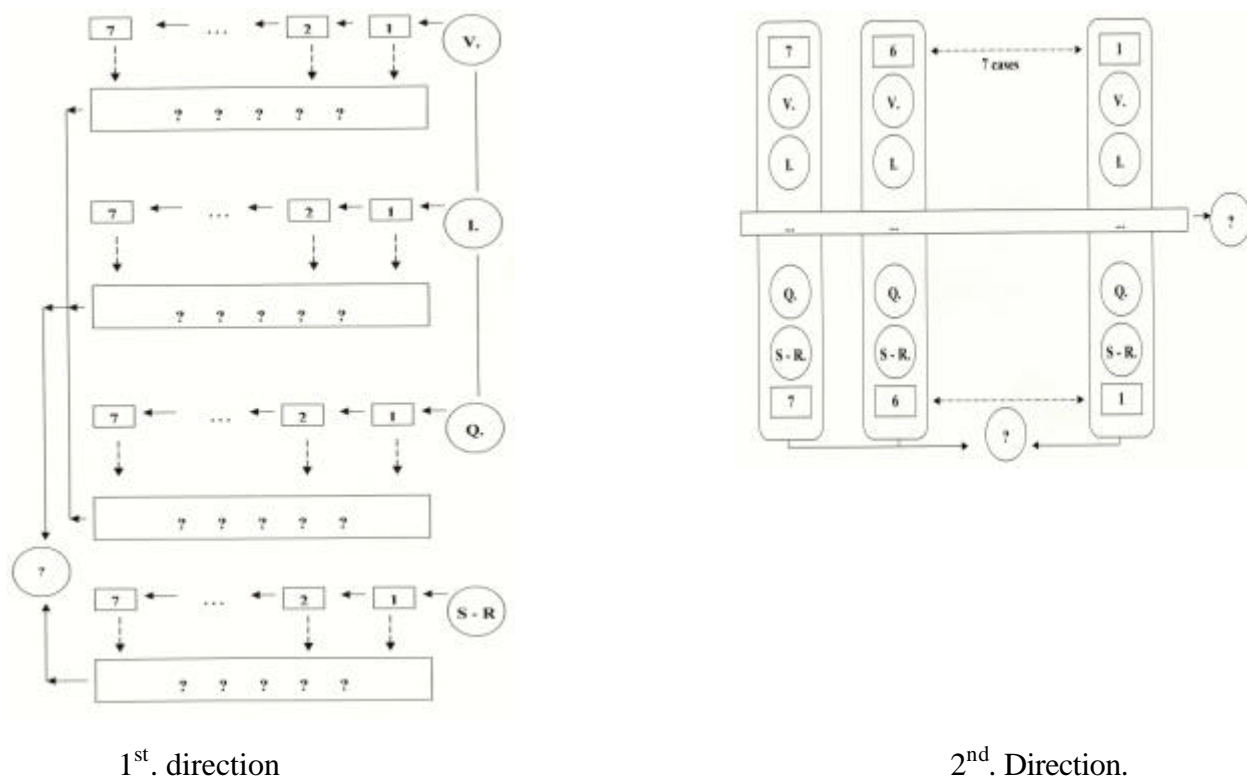 7 ... 2 1 V.
? ? ? ? ?
7 ... 2 1 I.
? ? ? ? ?
7 ... 2 1 Q.
? ? ? ? ?
?
7 ... 2 1 S - R
? ? ? ? ?
1st. direction
7 6 1
7 cases
V. V. V.
I. I. I.
... ... ... ?
Q. Q. Q.
S - R. S - R. S - R.
7 6 1
?
2nd. Direction.